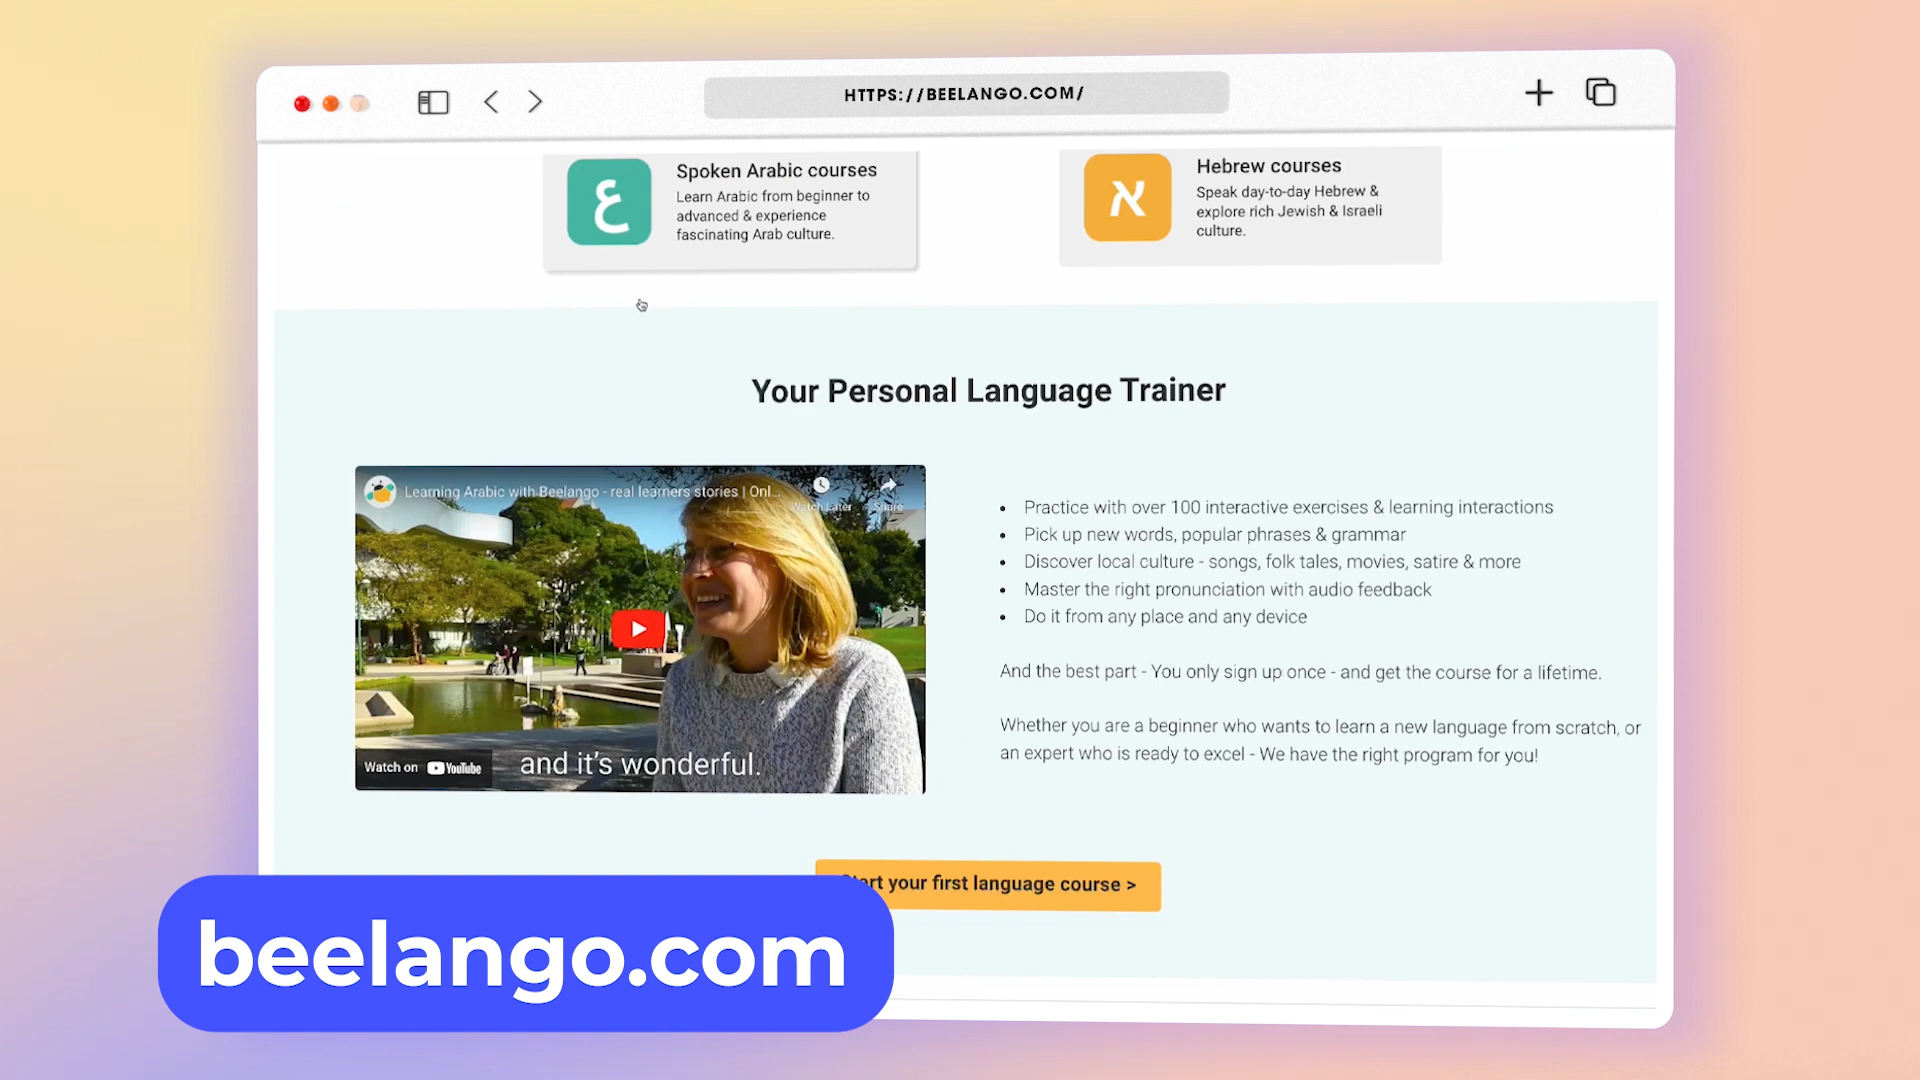 HTTPS://BEELANGO.COM/
ع
Spoken Arabic courses
Learn Arabic from beginner to
advanced & experience
fascinating Arab culture.
א
Hebrew courses
Speak day-to-day Hebrew &
explore rich Jewish & Israeli
culture.
Your Personal Language Trainer
Learning Arabic with Beelango - real learners stories | Onl...
Watch Later
Share
and it's wonderful.
Watch on YouTube
Practice with over 100 interactive exercises & learning interactions
Pick up new words, popular phrases & grammar
Discover local culture - songs, folk tales, movies, satire & more
Master the right pronunciation with audio feedback
Do it from any place and any device
And the best part - You only sign up once - and get the course for a lifetime.
Whether you are a beginner who wants to learn a new language from scratch, or
an expert who is ready to excel - We have the right program for you!
Start your first language course >
beelango.com